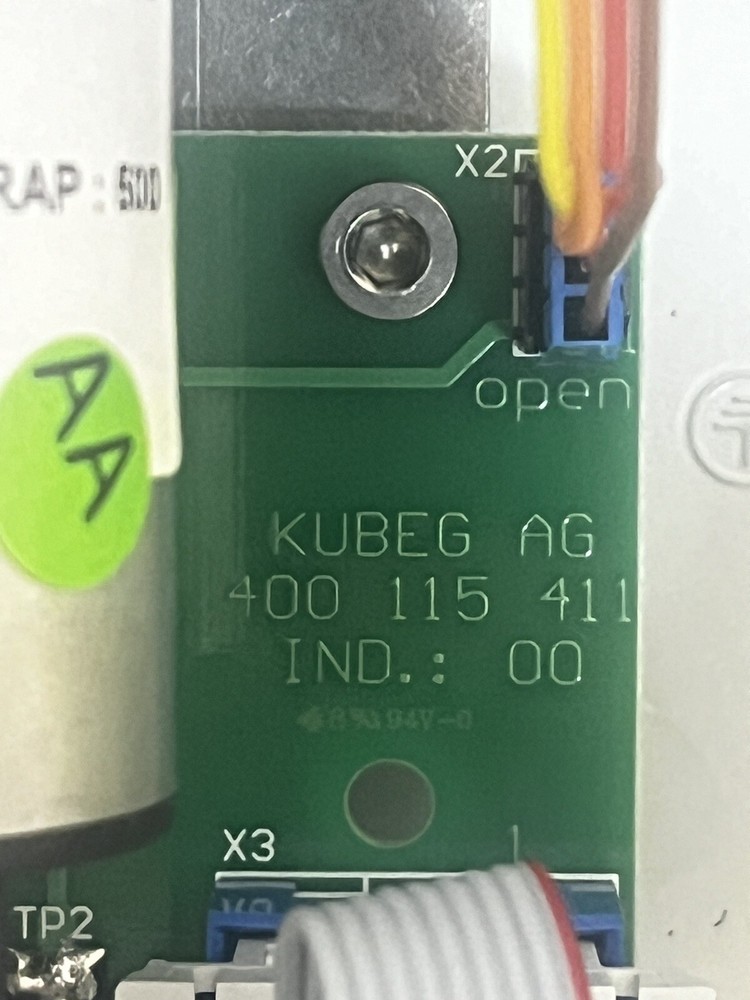 X2
RAP: 500
open
AA
KUBEG AG
400 115 411
IND.: 00
94V-0
X3
TP2